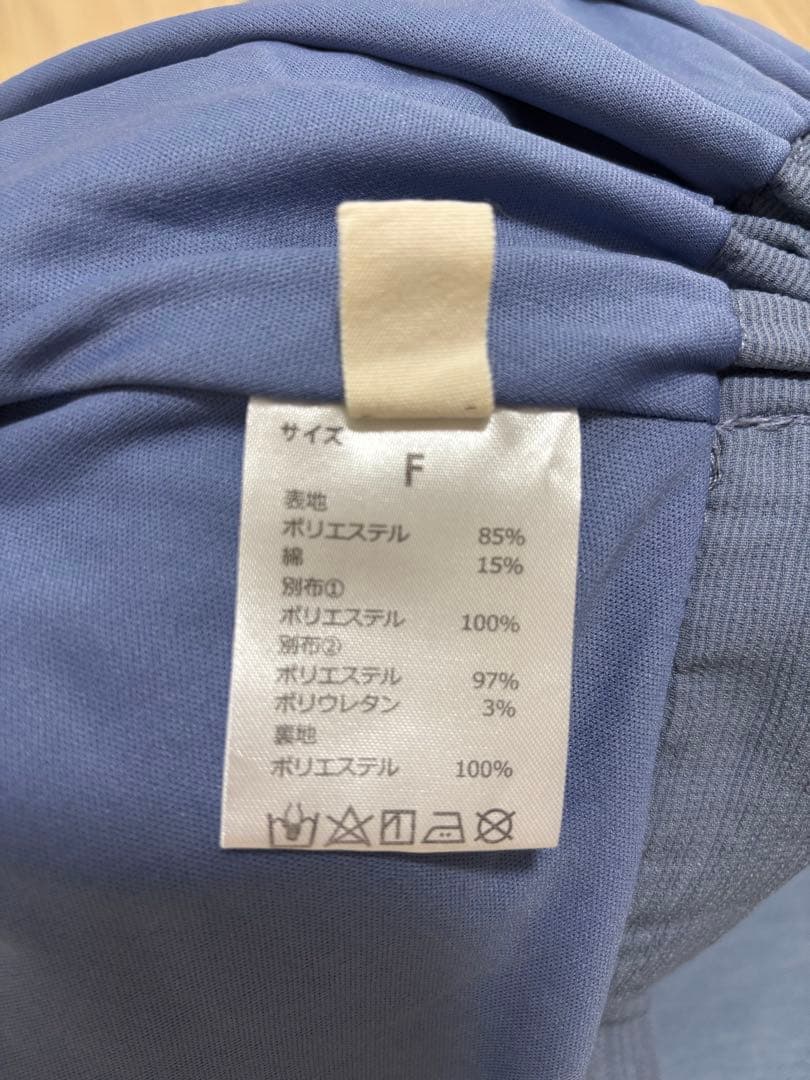 サイズ
F
表地
ポリエステル 85%
綿 15%
別布①
ポリエステル 100%
別布②
ポリエステル 97%
ポリウレタン 3%
裏地
ポリエステル 100%